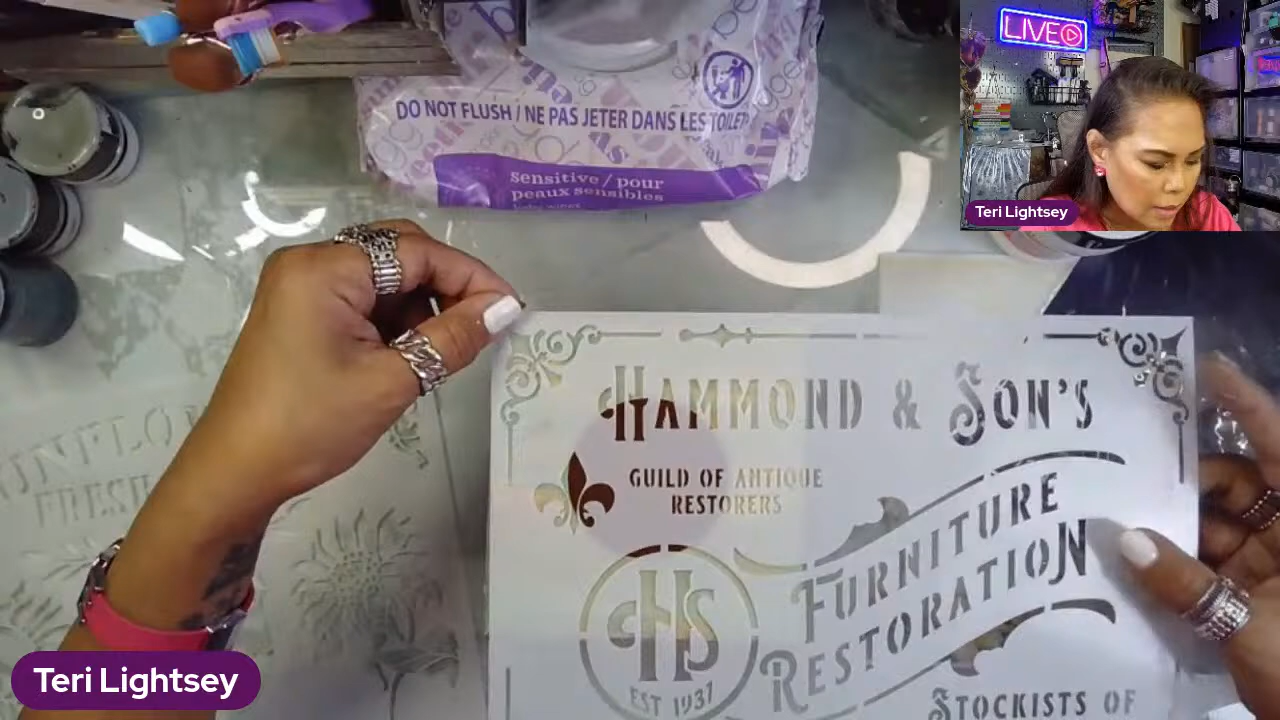 LIVE
DO NOT FLUSH / NE PAS JETER DANS LES TOILET
Sensitive / pour
peaux sensibles
Teri Lightsey
HAMMOND & SON'S
GUILD OF ANTIQUE
RESTORERS
FURNITURE
RESTORATION
HS
EST 1937
STOCKISTS OF
FRESH
Teri Lightsey